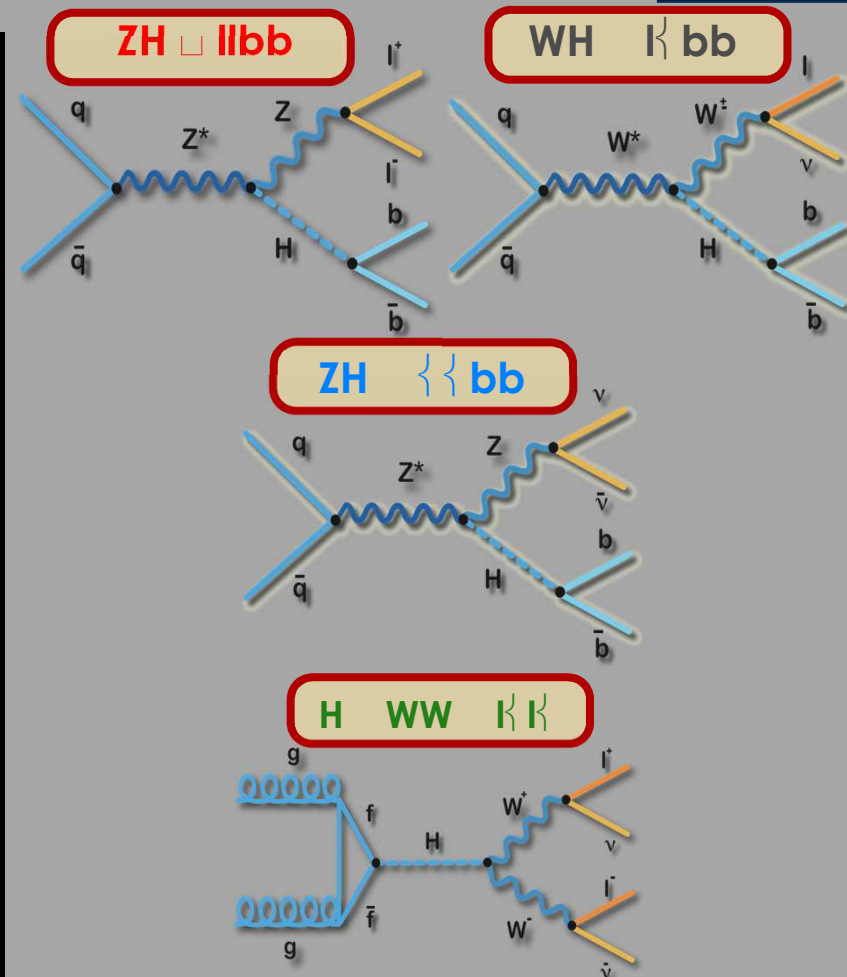 ZH □ llbb
WH l⧙ bb
q
Z*
Z
l+
l-
q̄
H
b
b̄
q
W*
W±
l
ν
q̄
H
b
b̄
ZH ⧙ ⧙ bb
q
Z*
Z
ν
ν̄
q̄
H
b
b̄
H WW l⧙ l⧙
g
f
H
W+
l+
ν
f̄
g
W-
l-
ν̄